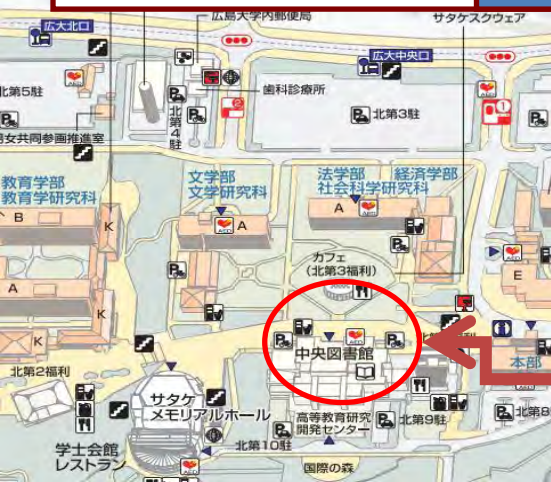 広島大学内郵便局
サタケスクウェア
広大北口
広大中央口
歯科診療所
北第5駐
北第4駐
北第3駐
男女共同参画推進室
教育学部
教育学研究科
文学部
文学研究科
法学部
経済学部
社会科学研究科
B
K
A
A
E
カフェ
(北第3福利)
A
K
K
中央図書館
本部
北第2福利
サタケ
メモリアルホール
高等教育研究
開発センター
北第9駐
北第8
北第10駐
学士会館
レストラン
国際の森